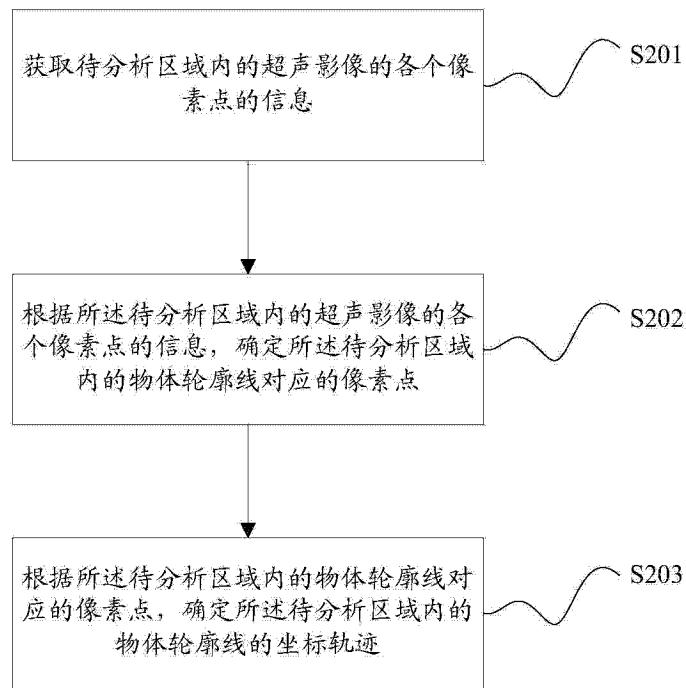 获取待分析区域内的超声影像的各个像
素点的信息
S201
根据所述待分析区域内的超声影像的各
个像素点的信息，确定所述待分析区域
内的物体轮廓线对应的像素点
S202
根据所述待分析区域内的物体轮廓线对
应的像素点，确定所述待分析区域内的
物体轮廓线的坐标轨迹
S203